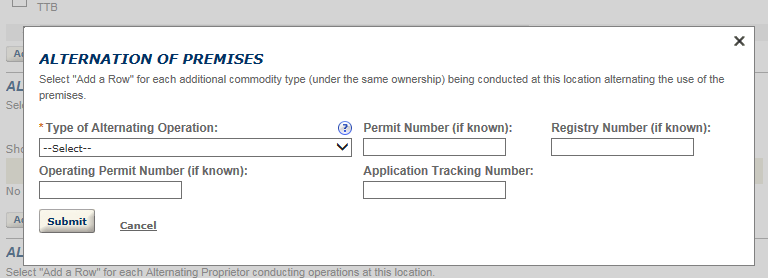 TTB
ALTERNATION OF PREMISES
Select "Add a Row" for each additional commodity type (under the same ownership) being conducted at this location alternating the use of the
premises.
* Type of Alternating Operation:
? Permit Number (if known):
Registry Number (if known):
--Select--
Operating Permit Number (if known):
Application Tracking Number:
Submit
Cancel
No
Select "Add a Row" for each Alternating Proprietor conducting operations at this location.